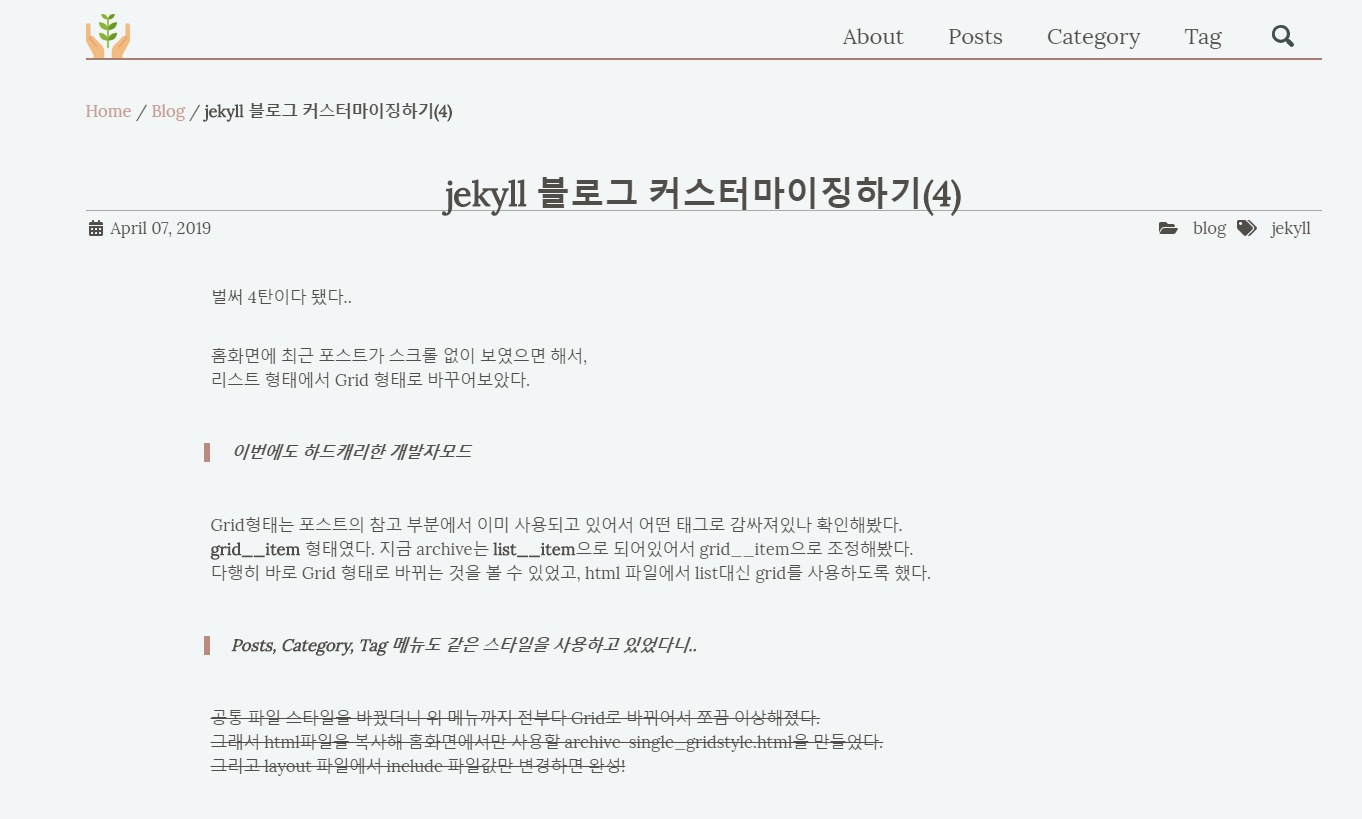 About Posts Category Tag
Home / Blog / jekyll 블로그 커스터마이징하기(4)
jekyll 블로그 커스터마이징하기(4)
April 07, 2019 blog jekyll
벌써 4탄이다 됐다..
홈화면에 최근 포스트가 스크롤 없이 보였으면 해서,
리스트 형태에서 Grid 형태로 바꾸어보았다.
이번에도 하드캐리한 개발자모드
Grid형태는 포스트의 참고 부분에서 이미 사용되고 있어서 어떤 태그로 감싸져있나 확인해봤다.
grid__item 형태였다. 지금 archive는 list__item으로 되어있어서 grid__item으로 조정해봤다.
다행히 바로 Grid 형태로 바뀌는 것을 볼 수 있었고, html 파일에서 list대신 grid를 사용하도록 했다.
Posts, Category, Tag 메뉴도 같은 스타일을 사용하고 있었다니..
공통 파일 스타일을 바꿨더니 위 메뉴까지 전부다 Grid로 바뀌어서 쪼끔 이상해졌다.
그래서 html파일을 복사해 홈화면에서만 사용할 archive-single_gridstyle.html을 만들었다.
그리고 layout 파일에서 include 파일값만 변경하면 완성!